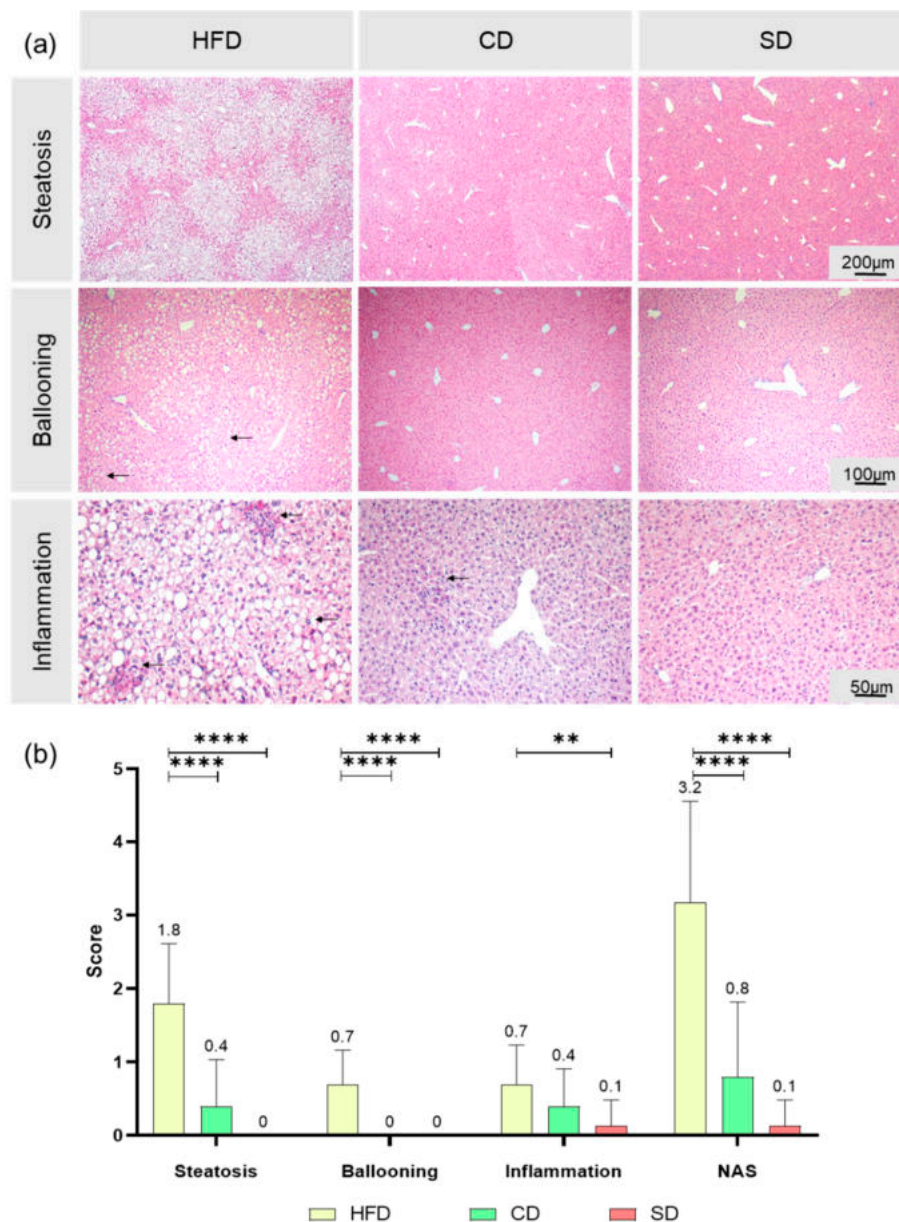 (a)
HFD
CD
SD
Steatosis
200µm
Ballooning
100µm
Inflammation
50µm
(b)
**** **** ** ****
**** **** ****
5
4
3
2
1
0
Score
1.8
0.4
0
0.7
0
0
0.7
0.4
0.1
3.2
0.8
0.1
Steatosis Ballooning Inflammation NAS
HFD CD SD